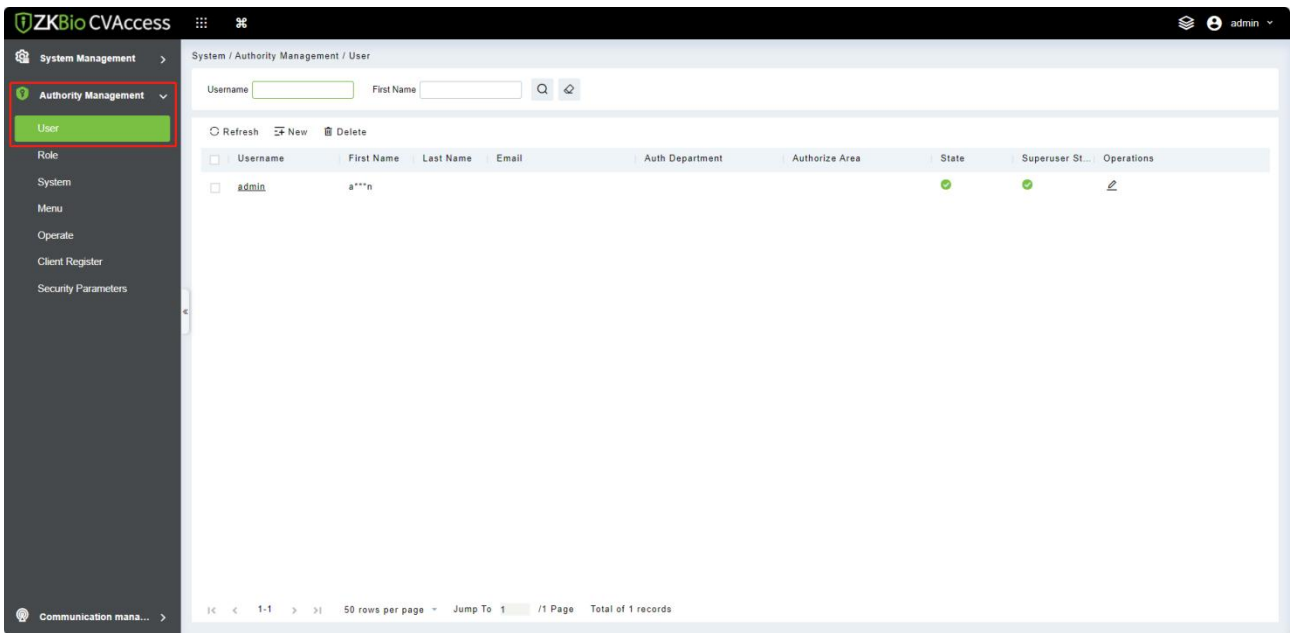 ZKBio CVAccess
admin
System Management
System / Authority Management / User
Authority Management
Username
First Name
User
Refresh New Delete
Role
Username First Name Last Name Email Auth Department Authorize Area State Superuser St... Operations
System
admin a***n
Menu
Operate
Client Register
Security Parameters
Communication mana...
1-1 50 rows per page Jump To 1 /1 Page Total of 1 records